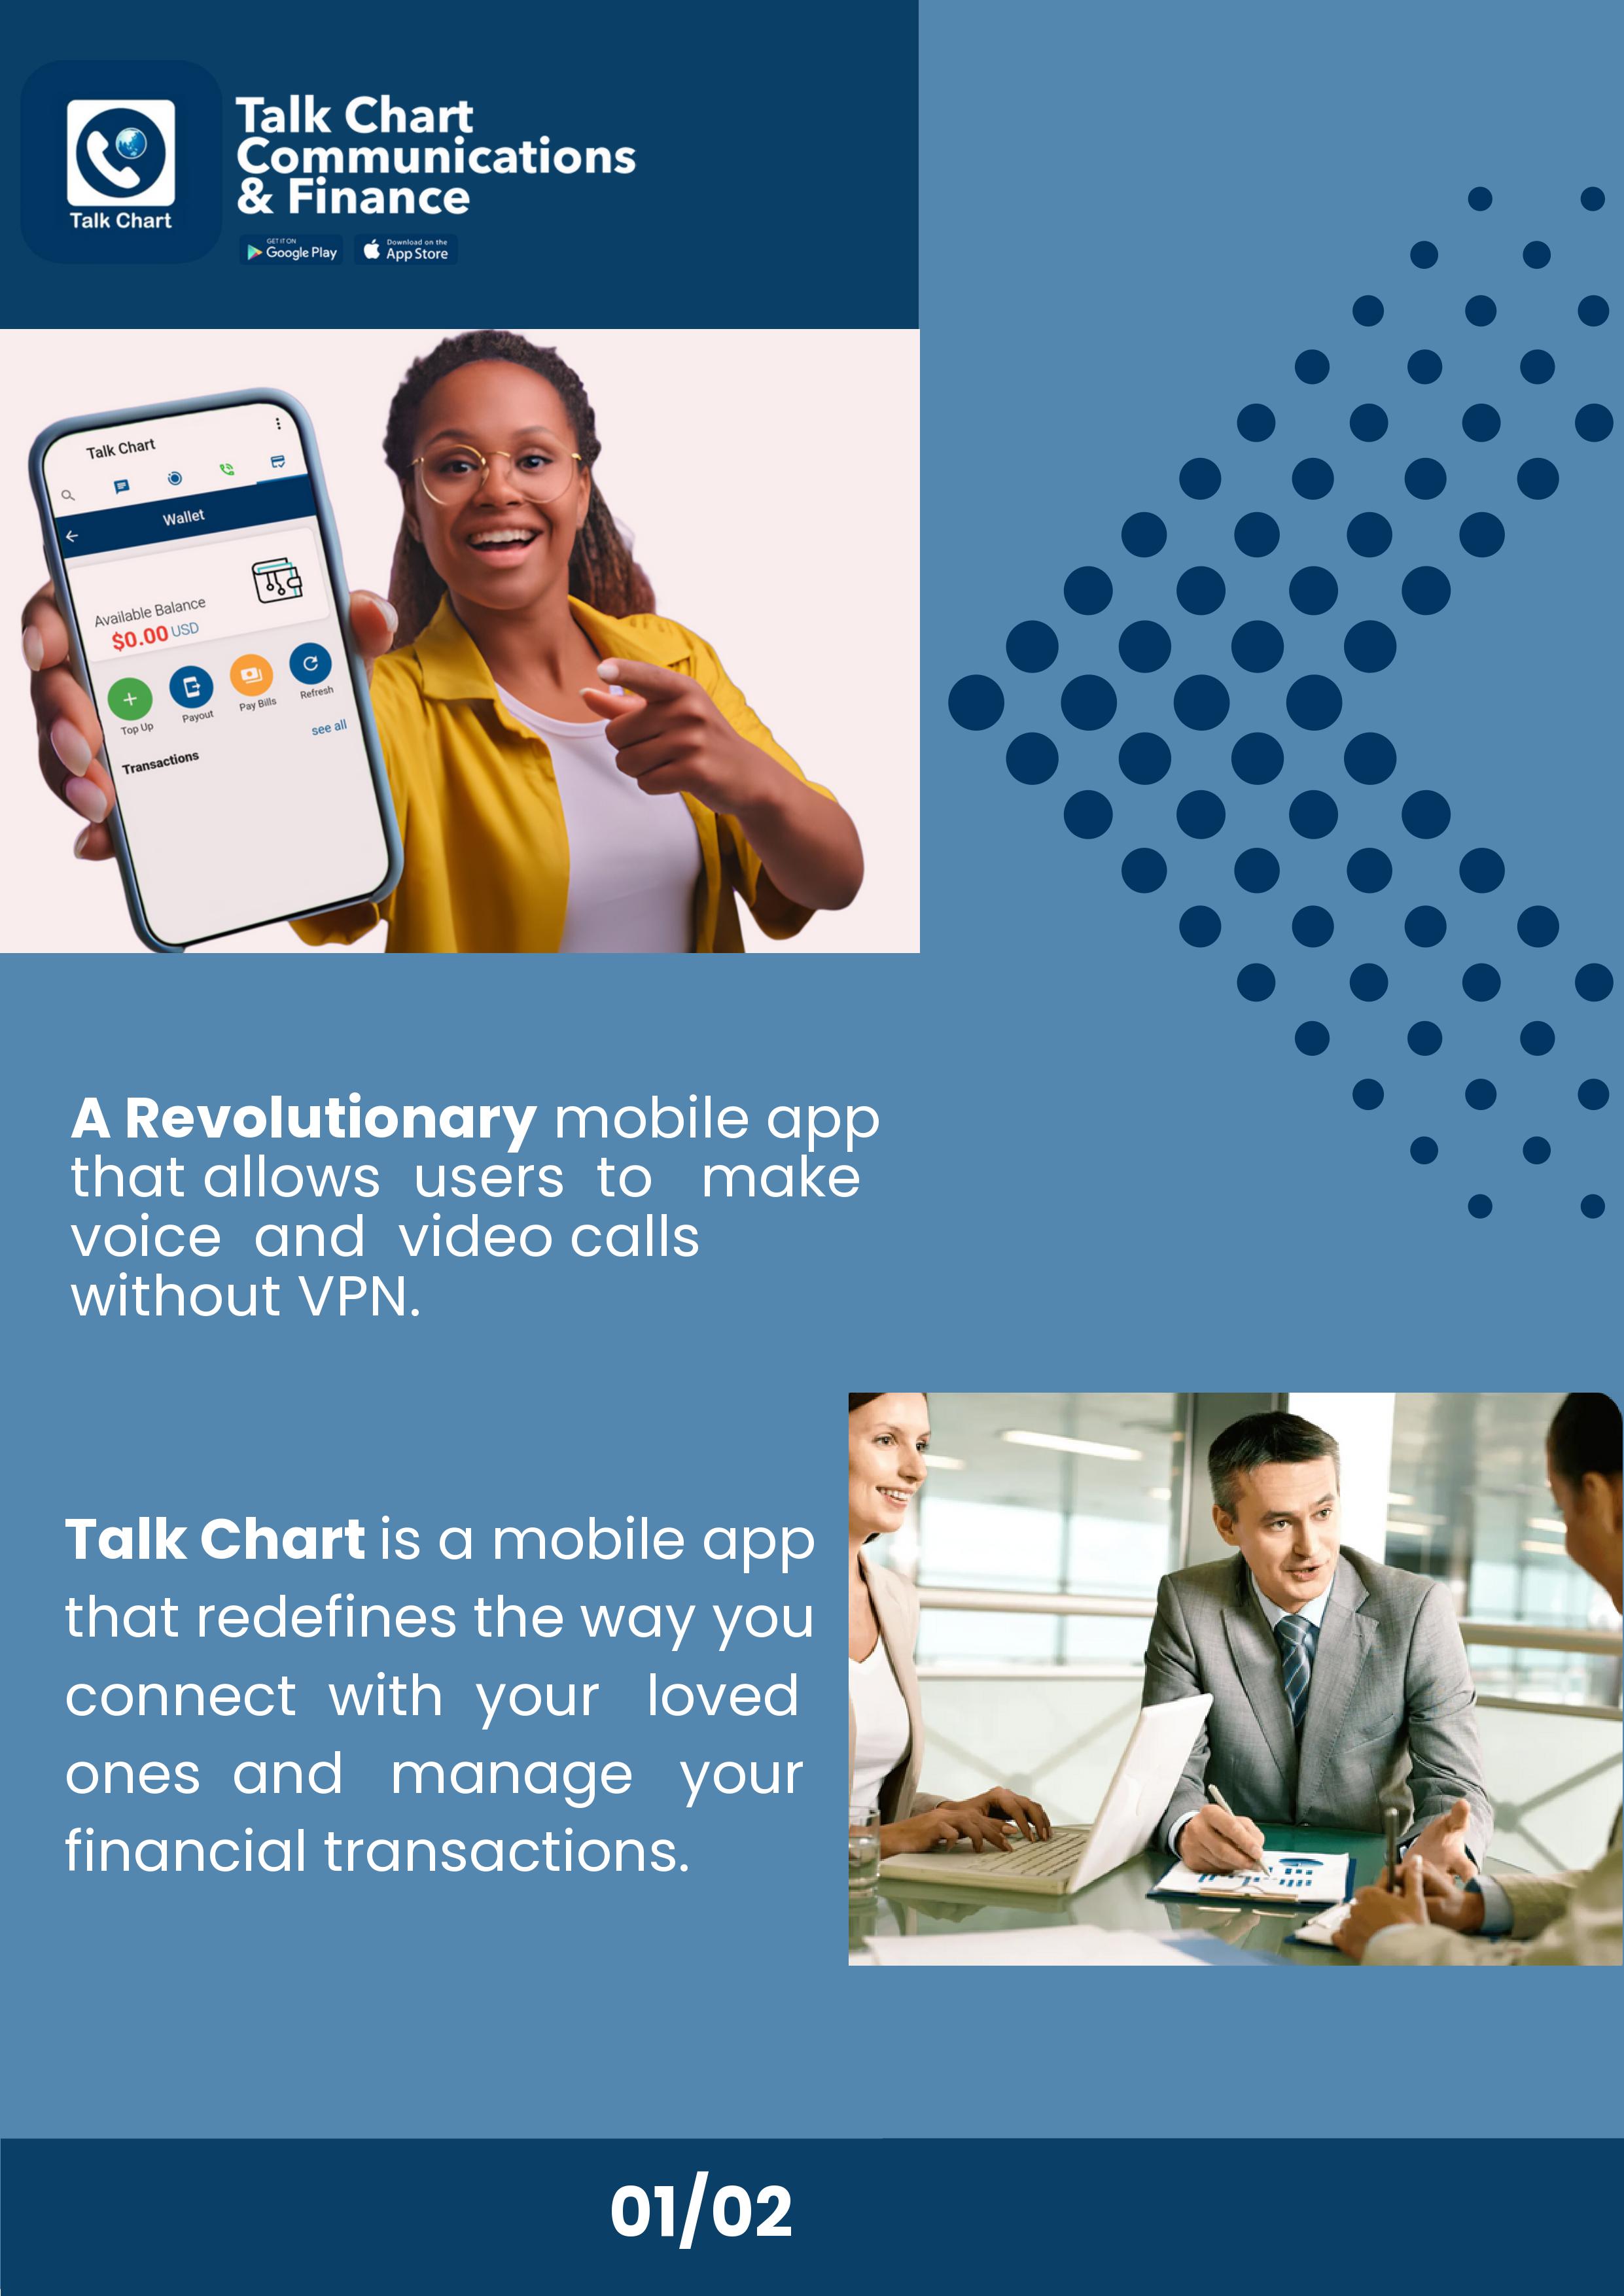 Talk Chart
Communications
& Finance
Talk Chart
GET IT ON
Google Play
Download on the
App Store
Talk Chart
Wallet
Available Balance
$0.00 USD
Top Up
Payout
Pay Bills
Refresh
see all
Transactions
A Revolutionary mobile app
that allows users to make
voice and video calls
without VPN.
Talk Chart is a mobile app
that redefines the way you
connect with your loved
ones and manage your
financial transactions.
01/02